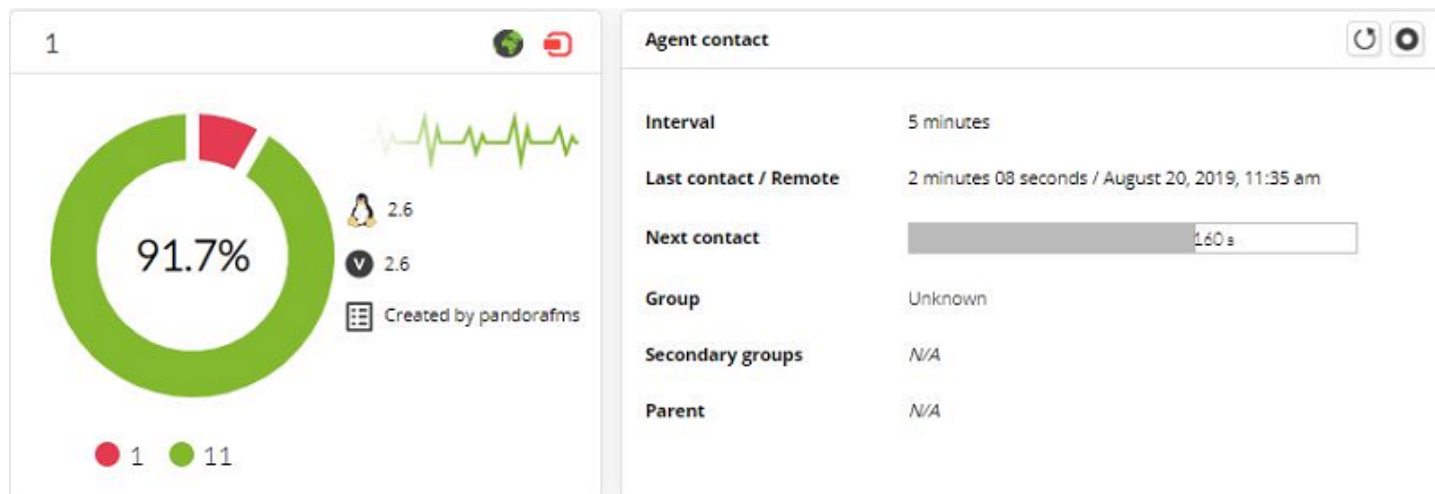 1
91.7%
2.6
V 2.6
Created by pandorafms
1 11
Agent contact
Interval 5 minutes
Last contact / Remote 2 minutes 08 seconds / August 20, 2019, 11:35 am
Next contact 160 s
Group Unknown
Secondary groups N/A
Parent N/A